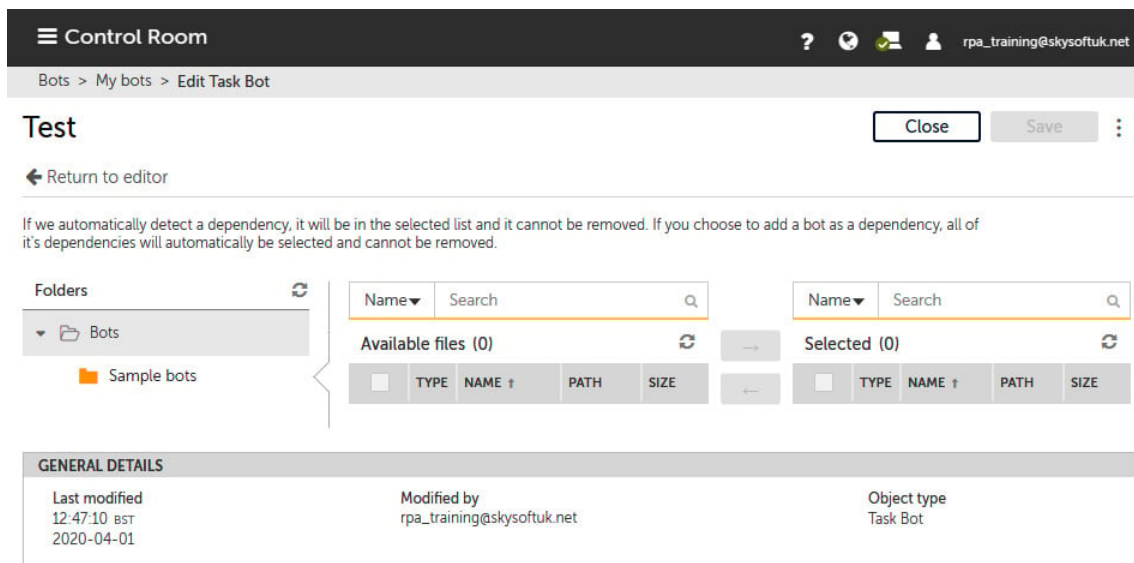 Control Room
? rpa_training@skysoftuk.net
Bots > My bots > Edit Task Bot
Test
Close
Save
Return to editor
If we automatically detect a dependency, it will be in the selected list and it cannot be removed. If you choose to add a bot as a dependency, all of
it's dependencies will automatically be selected and cannot be removed.
Folders
Bots
Sample bots
Name Search
Available files (0)
TYPE NAME ↑ PATH SIZE
→
←
Name Search
Selected (0)
TYPE NAME ↑ PATH SIZE
GENERAL DETAILS
Last modified
12:47:10 BST
2020-04-01
Modified by
rpa_training@skysoftuk.net
Object type
Task Bot